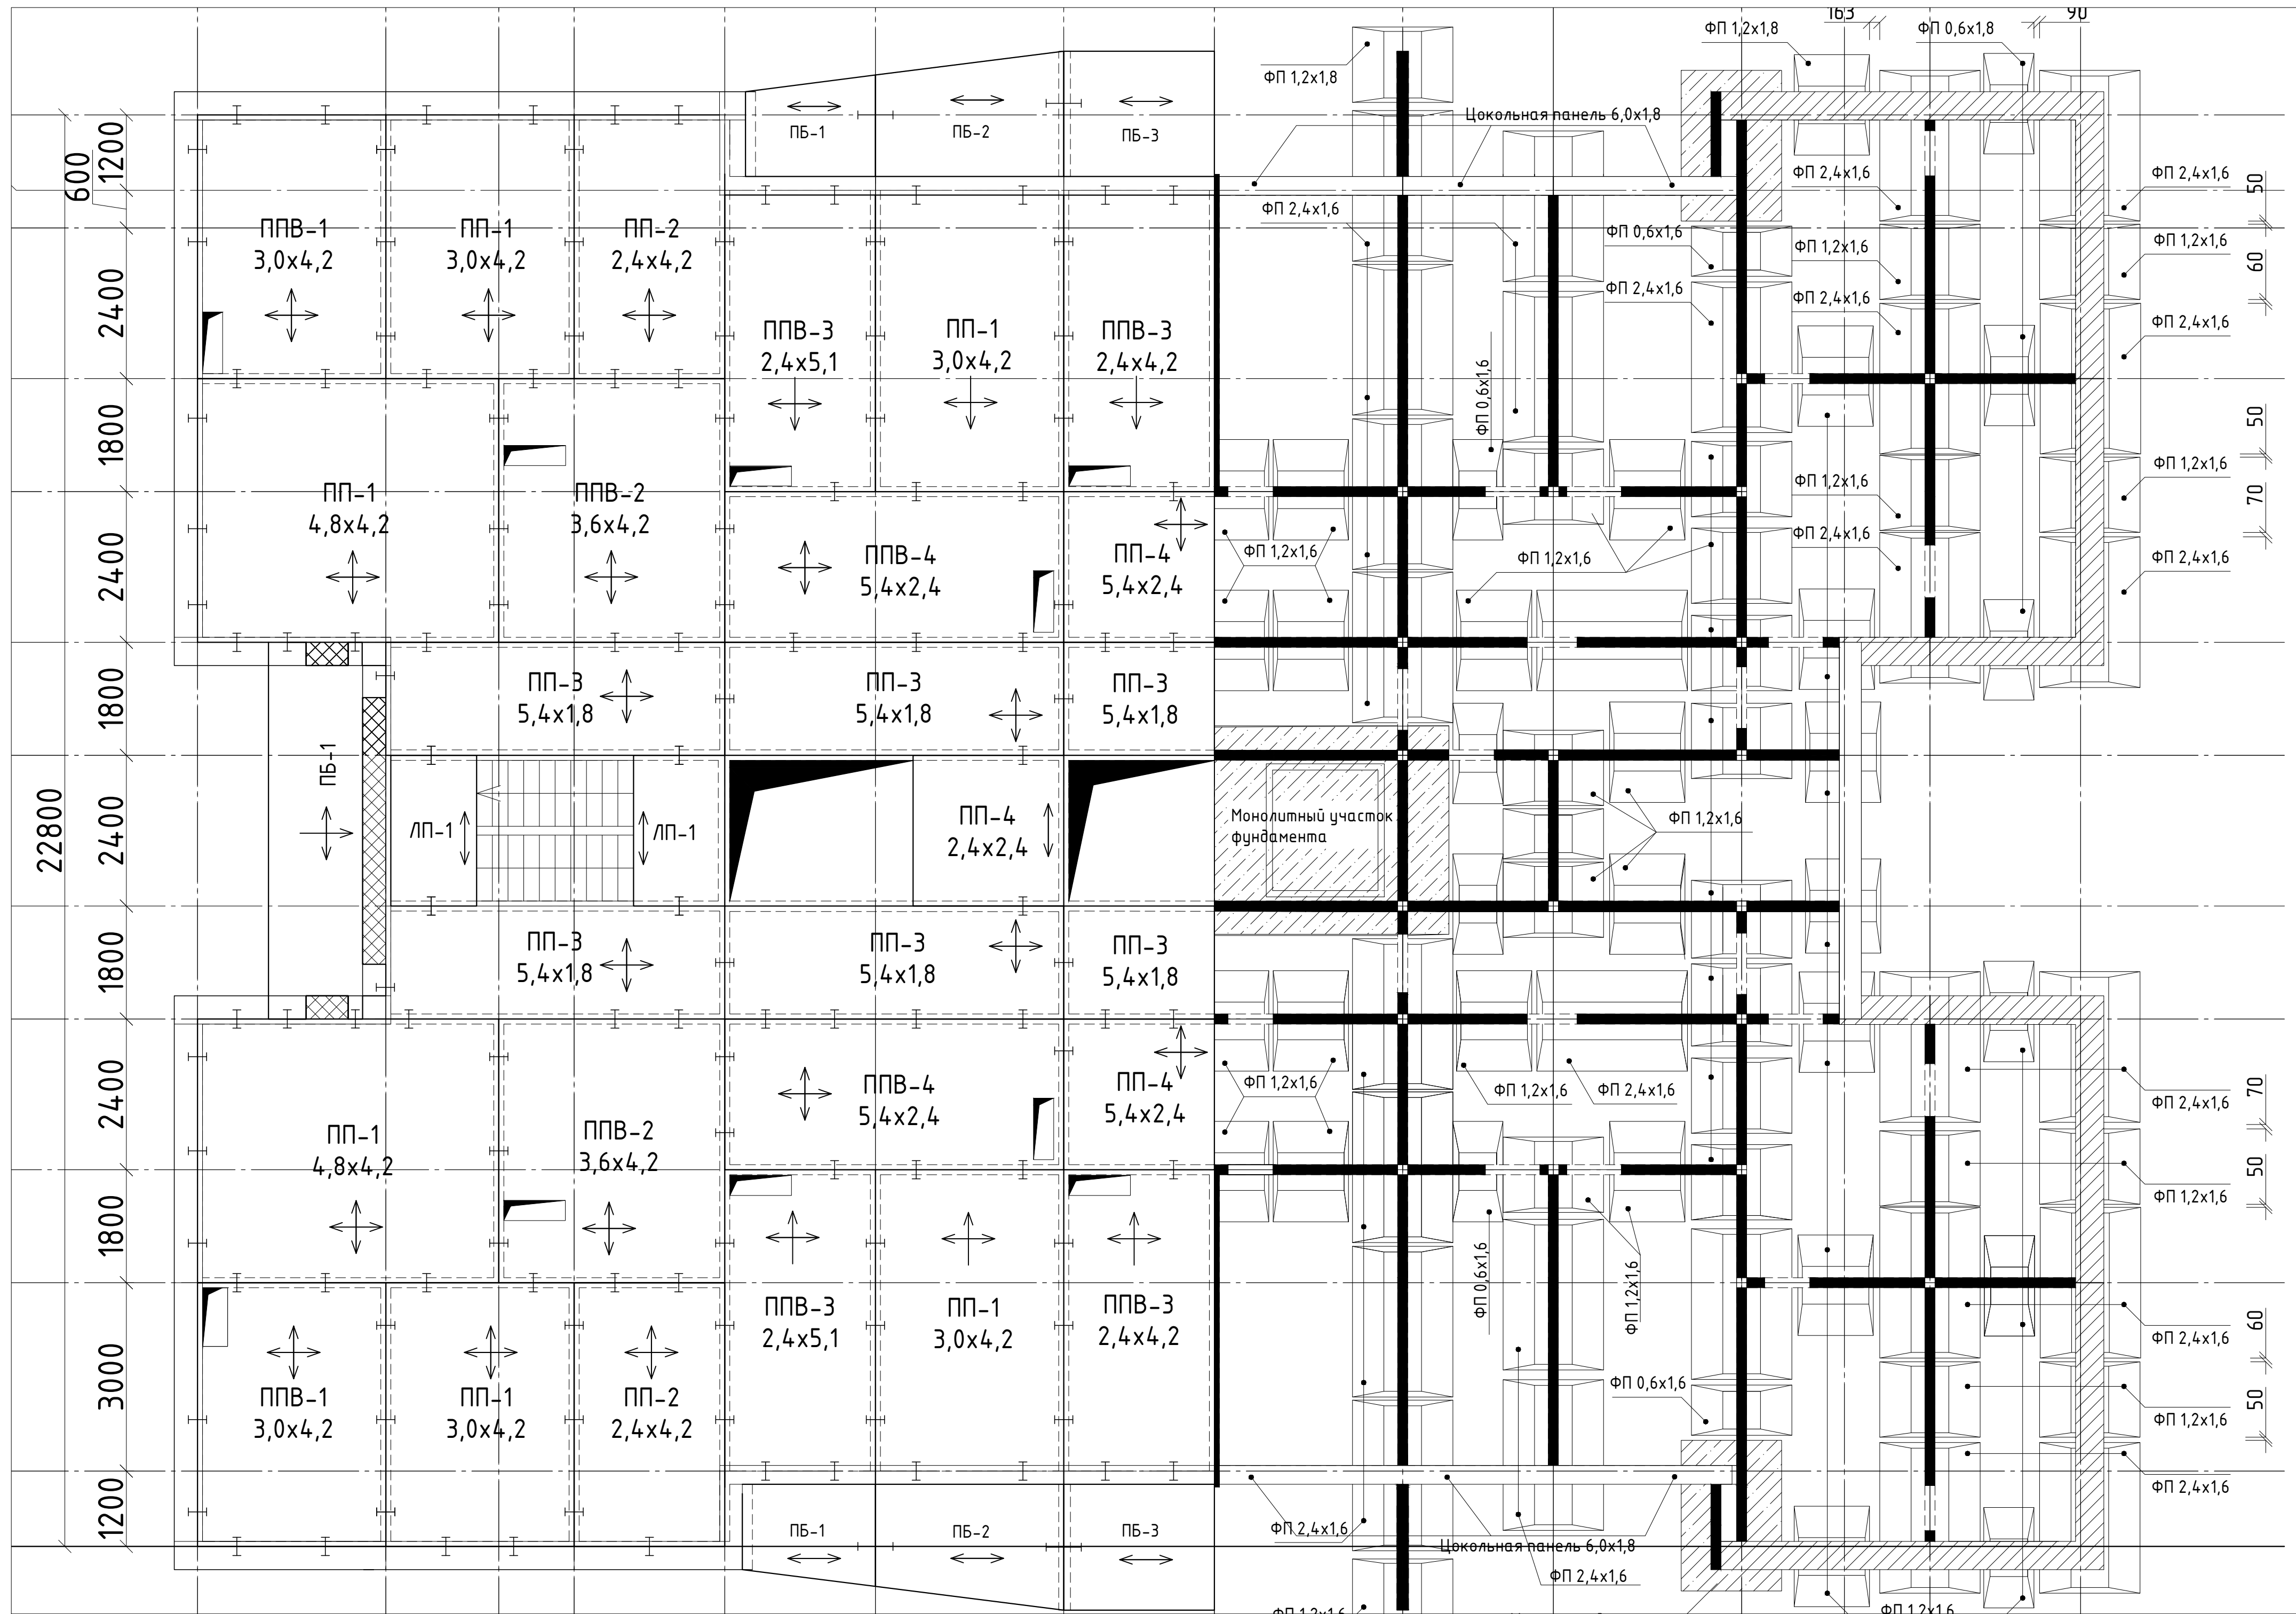 163
90
ФП 1,2х1,8
ФП 0,6х1,8
ФП 1,2х1,8
Цокольная панель 6,0х1,8
ПБ-1
ПБ-2
ПБ-3
600
1200
2400
1800
2400
1800
2400
1800
2400
1800
3000
1200
22800
ППВ-1
3,0х4,2
ПП-1
3,0х4,2
ПП-2
2,4х4,2
ППВ-3
2,4х5,1
ПП-1
3,0х4,2
ППВ-3
2,4х4,2
ПП-1
4,8х4,2
ППВ-2
3,6х4,2
ППВ-4
5,4х2,4
ПП-4
5,4х2,4
ПП-3
5,4х1,8
ПП-3
5,4х1,8
ПП-3
5,4х1,8
ПБ-1
ЛП-1
ЛП-1
ПП-4
2,4х2,4
Монолитный участок
фундамента
ПП-3
5,4х1,8
ПП-3
5,4х1,8
ПП-3
5,4х1,8
ПП-1
4,8х4,2
ППВ-2
3,6х4,2
ППВ-4
5,4х2,4
ПП-4
5,4х2,4
ППВ-3
2,4х5,1
ПП-1
3,0х4,2
ППВ-3
2,4х4,2
ППВ-1
3,0х4,2
ПП-1
3,0х4,2
ПП-2
2,4х4,2
ПБ-1
ПБ-2
ПБ-3
ФП 2,4х1,6
ФП 0,6х1,6
ФП 2,4х1,6
ФП 0,6х1,6
ФП 1,2х1,6
ФП 1,2х1,6
ФП 2,4х1,6
ФП 1,2х1,6
ФП 2,4х1,6
ФП 1,2х1,6
ФП 2,4х1,6
ФП 2,4х1,6
ФП 1,2х1,6
ФП 2,4х1,6
ФП 1,2х1,6
ФП 2,4х1,6
50
60
50
70
ФП 1,2х1,6
ФП 1,2х1,6
ФП 1,2х1,6
ФП 2,4х1,6
ФП 0,6х1,6
ФП 1,2х1,6
ФП 0,6х1,6
ФП 2,4х1,6
ФП 1,2х1,6
ФП 2,4х1,6
ФП 1,2х1,6
ФП 2,4х1,6
70
50
60
50
ФП 2,4х1,6
Цокольная панель 6,0х1,8
ФП 2,4х1,6
ФП 1,2х1,6
ФП 1,2х1,6